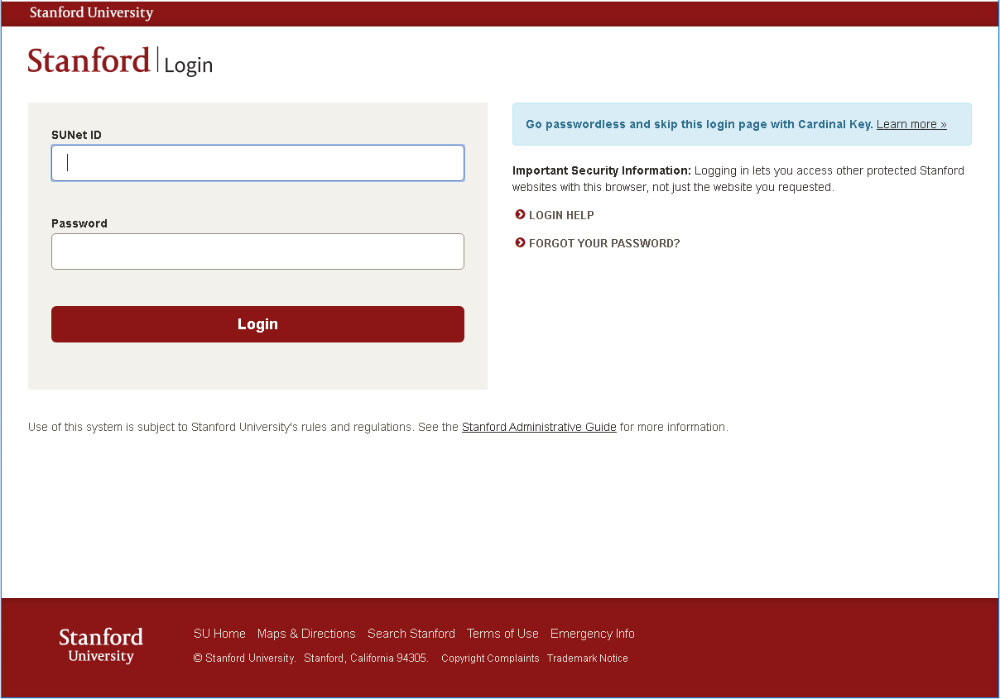 Stanford University
Stanford Login
SUNet ID
Password
Login
Go passwordless and skip this login page with Cardinal Key. Learn more »
Important Security Information: Logging in lets you access other protected Stanford
websites with this browser, not just the website you requested.
LOGIN HELP
FORGOT YOUR PASSWORD?
Use of this system is subject to Stanford University's rules and regulations. See the Stanford Administrative Guide for more information.
Stanford
University
SU Home Maps & Directions Search Stanford Terms of Use Emergency Info
© Stanford University. Stanford, California 94305. Copyright Complaints Trademark Notice